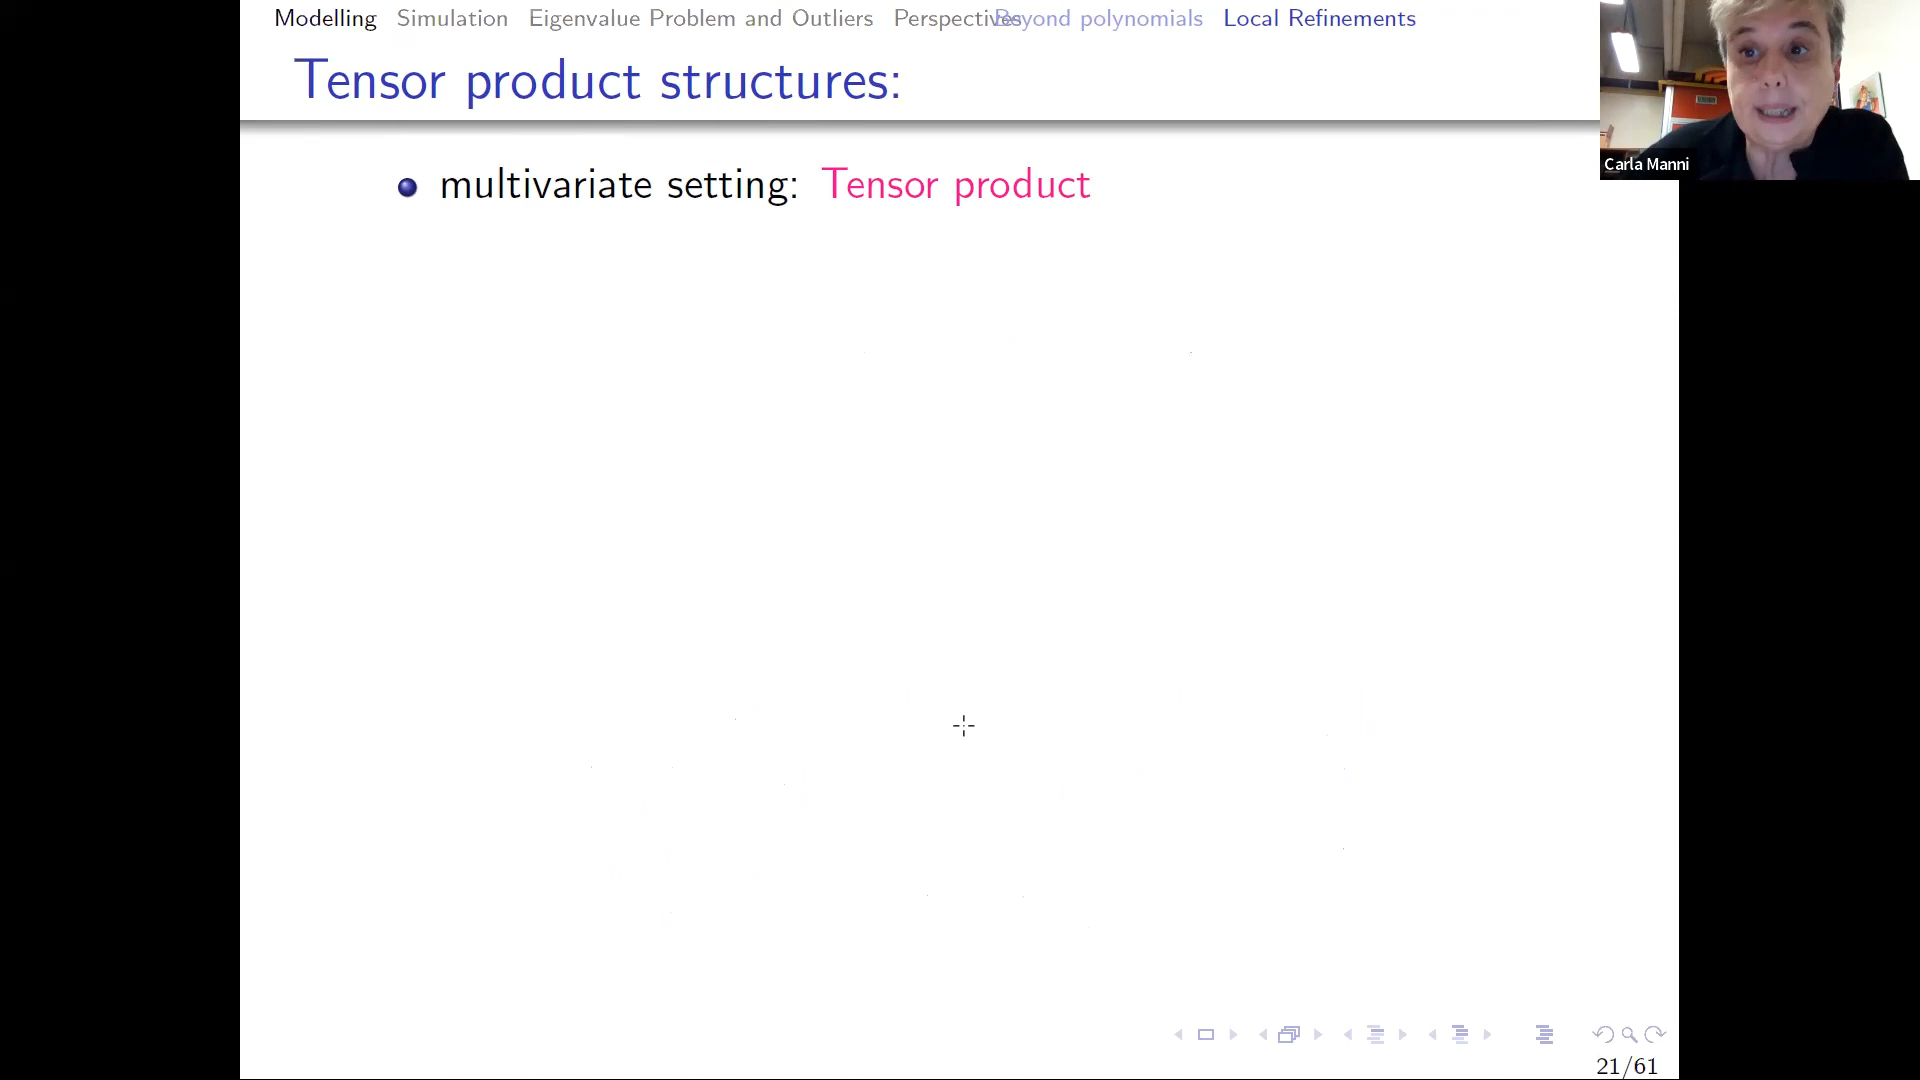 Modelling Simulation Eigenvalue Problem and Outliers Perspectives Beyond polynomials Local Refinements
Tensor product structures:
Carla Manni
multivariate setting: Tensor product
21/61